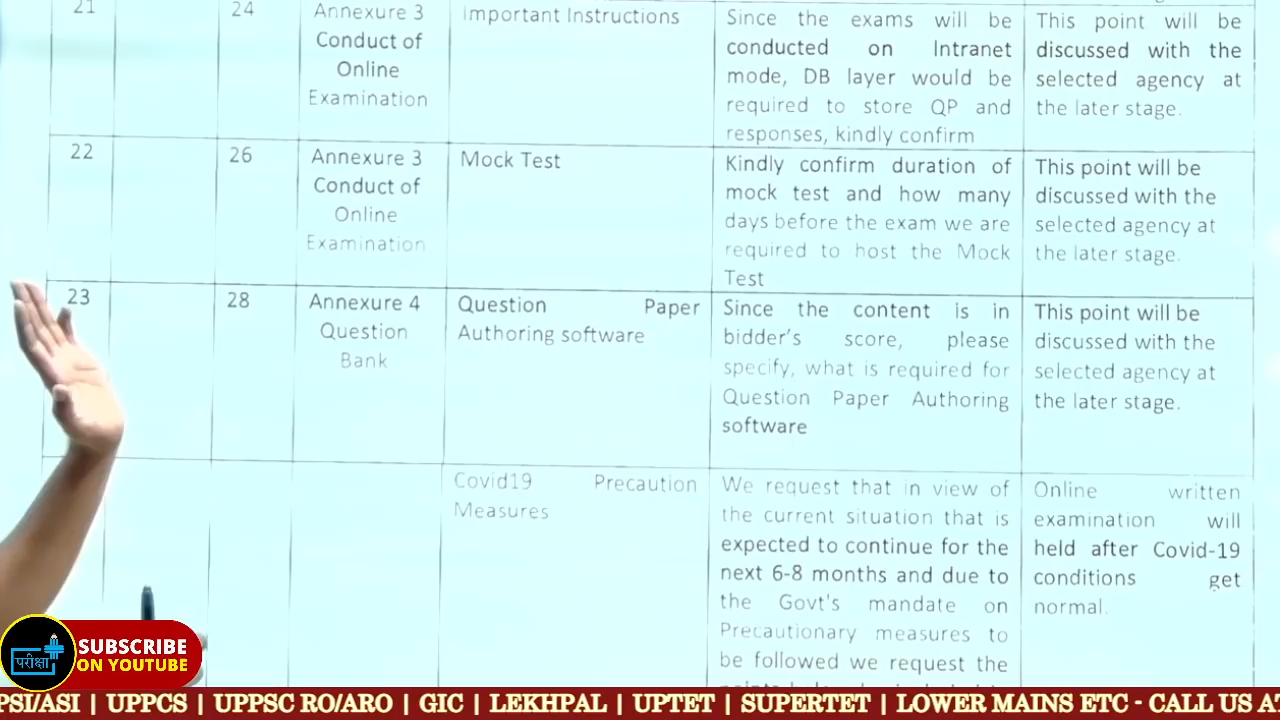 21
24
Annexure 3
Conduct of
Online
Examination
Important Instructions
Since the exams will be
conducted on Intranet
mode, DB layer would be
required to store QP and
responses, kindly confirm
This point will be
discussed with the
selected agency at
the later stage.
22
26
Annexure 3
Conduct of
Online
Examination
Mock Test
Kindly confirm duration of
mock test and how many
days before the exam we are
required to host the Mock
Test
This point will be
discussed with the
selected agency at
the later stage.
23
28
Annexure 4
Question
Bank
Question Paper
Authoring software
Since the content is in
bidder's score, please
specify, what is required for
Question Paper Authoring
software
This point will be
discussed with the
selected agency at
the later stage.
Covid19 Precaution
Measures
We request that in view of
the current situation that is
expected to continue for the
next 6-8 months and due to
the Govt's mandate on
Precautionary measures to
be followed we request the
Online written
examination will
held after Covid-19
conditions get
normal.
परीक्षा
SUBSCRIBE
ON YOUTUBE
PSI/ASI | UPPCS | UPPSC RO/ARO | GIC | LEKHPAL | UPTET | SUPERTET | LOWER MAINS ETC - CALL US A